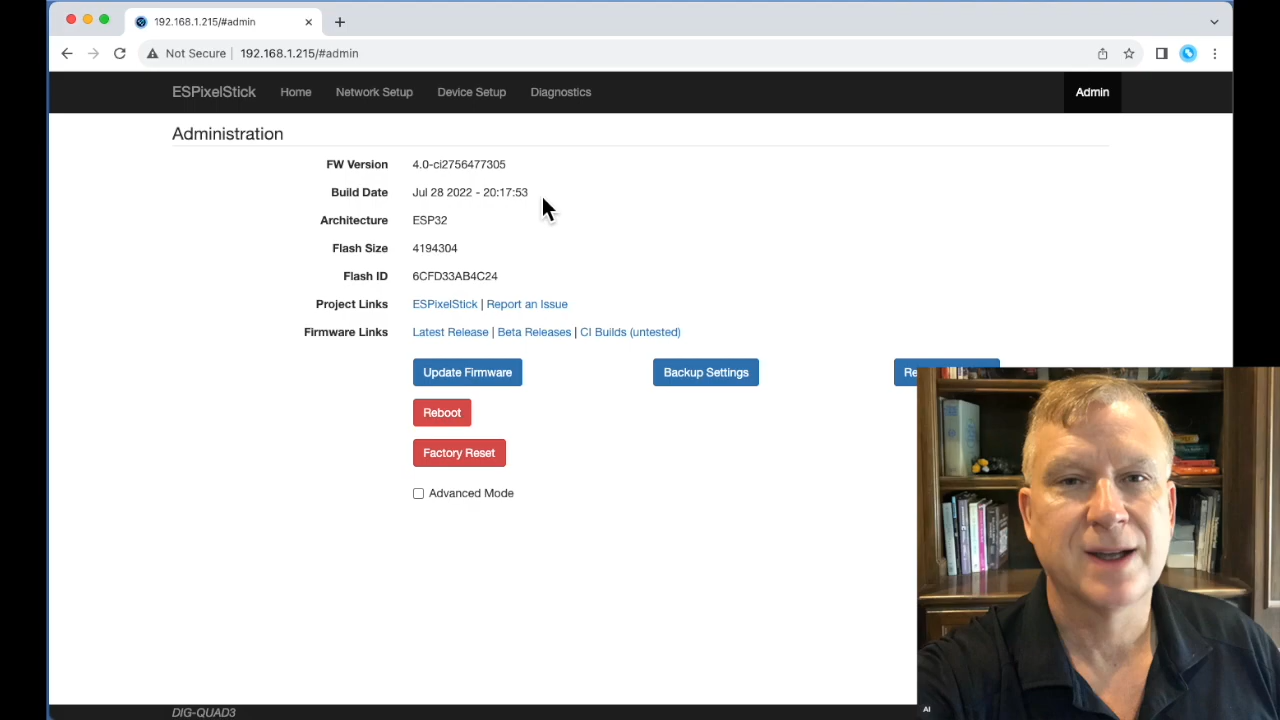 192.168.1.215/#admin
Not Secure 192.168.1.215/#admin
ESPixelStick Home Network Setup Device Setup Diagnostics Admin
Administration
FW Version 4.0-ci2756477305
Build Date Jul 28 2022 - 20:17:53
Architecture ESP32
Flash Size 4194304
Flash ID 6CFD33AB4C24
Project Links ESPixelStick | Report an Issue
Firmware Links Latest Release | Beta Releases | CI Builds (untested)
Update Firmware Backup Settings
Reboot
Factory Reset
Advanced Mode
AI
DIG-QUAD3